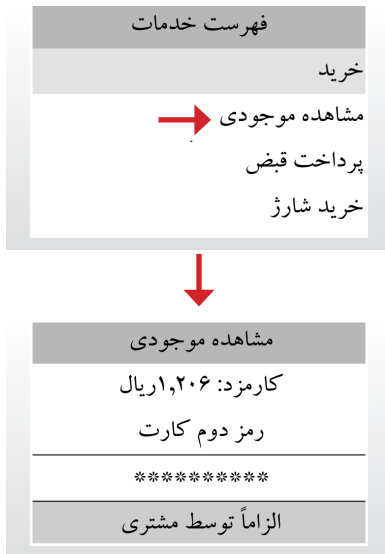 فهرست خدمات
خرید
مشاهده موجودی
پرداخت قبض
خرید شارژ
مشاهده موجودی
کارمزد: ۱,۲۰۶ریال
رمز دوم کارت
**********
الزاماً توسط مشتری